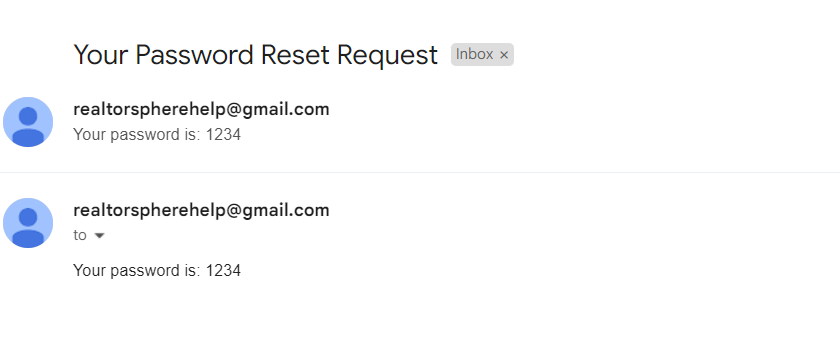 Your Password Reset Request Inbox ×
realtorspherehelp@gmail.com
Your password is: 1234
realtorspherehelp@gmail.com
to
Your password is: 1234